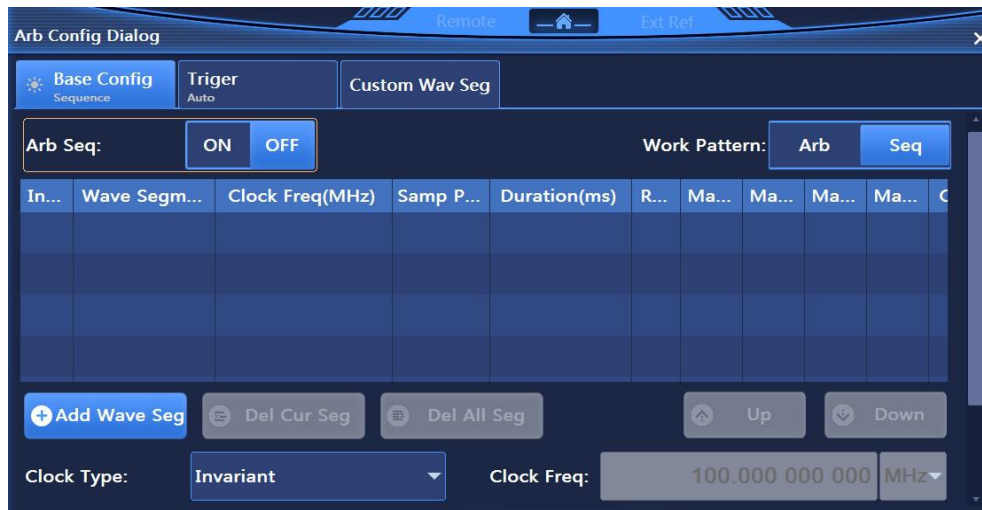 Remote Ext Ref
Arb Config Dialog
Base Config
Sequence
Triger
Auto
Custom Wav Seg
Arb Seq: ON OFF Work Pattern: Arb Seq
In... Wave Segm... Clock Freq(MHz) Samp P... Duration(ms) R... Ma... Ma... Ma... Ma...
Add Wave Seg Del Cur Seg Del All Seg Up Down
Clock Type: Invariant Clock Freq: 100.000 000 000 MHz